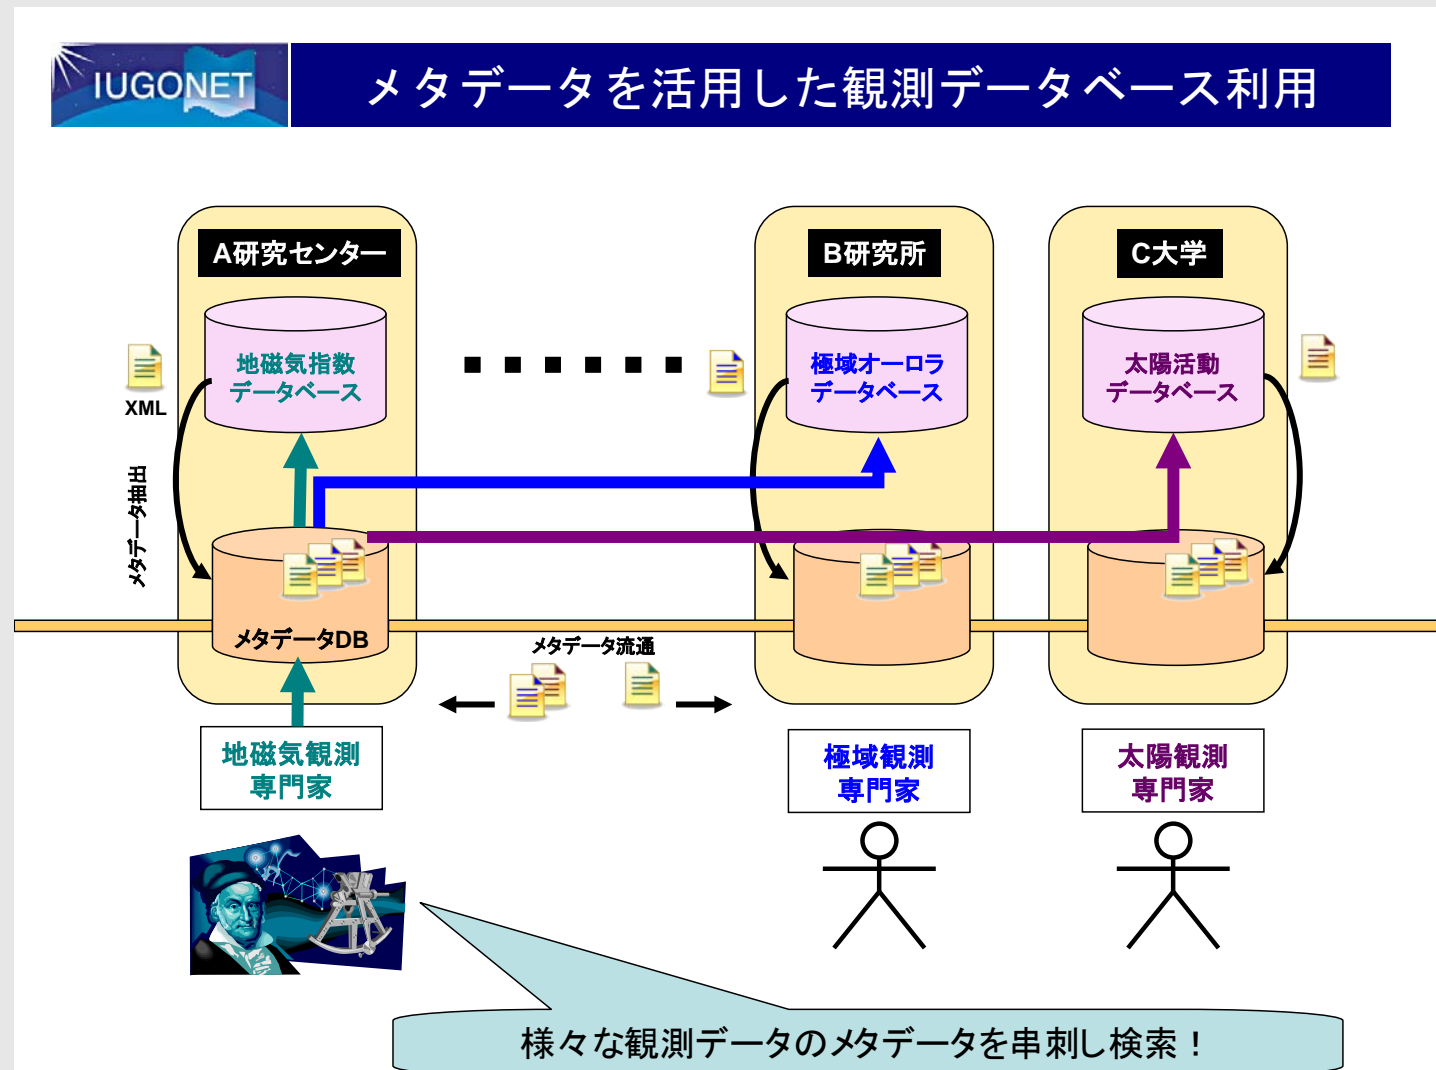 IUGONET
メタデータを活用した観測データベース利用
A研究センター
B研究所
C大学
地磁気指数
データベース
極域オーロラ
データベース
太陽活動
データベース
XML
メタデータ抽出
メタデータDB
メタデータ流通
地磁気観測
専門家
極域観測
専門家
太陽観測
専門家
様々な観測データのメタデータを串刺し検索！